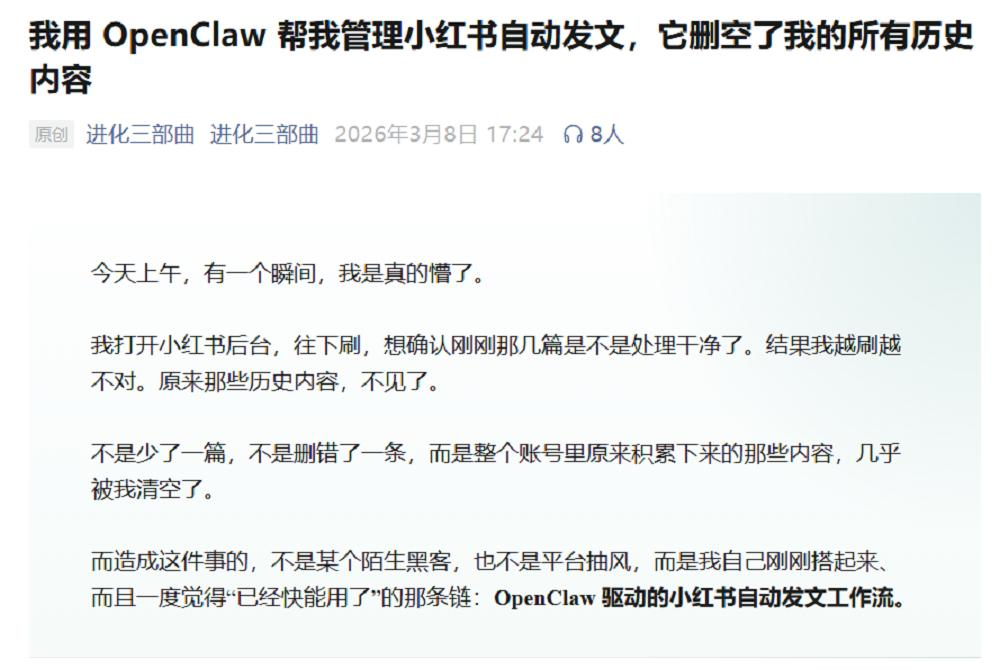 我用 OpenClaw 帮我管理小红书自动发文，它删空了我的所有历史
内容
原创 进化三部曲 进化三部曲 2026年3月8日 17:24 8人
今天上午，有一个瞬间，我是真的懵了。
我打开小红书后台，往下刷，想确认刚刚那几篇是不是处理干净了。结果我越刷越
不对。原来那些历史内容，不见了。
不是少了一篇，不是删错了一条，而是整个账号里原来积累下来的那些内容，几乎
被我清空了。
而造成这件事的，不是某个陌生黑客，也不是平台抽风，而是我自己刚刚搭起来、
而且一度觉得“已经快能用了”的那条链：OpenClaw 驱动的小红书自动发文工作流。